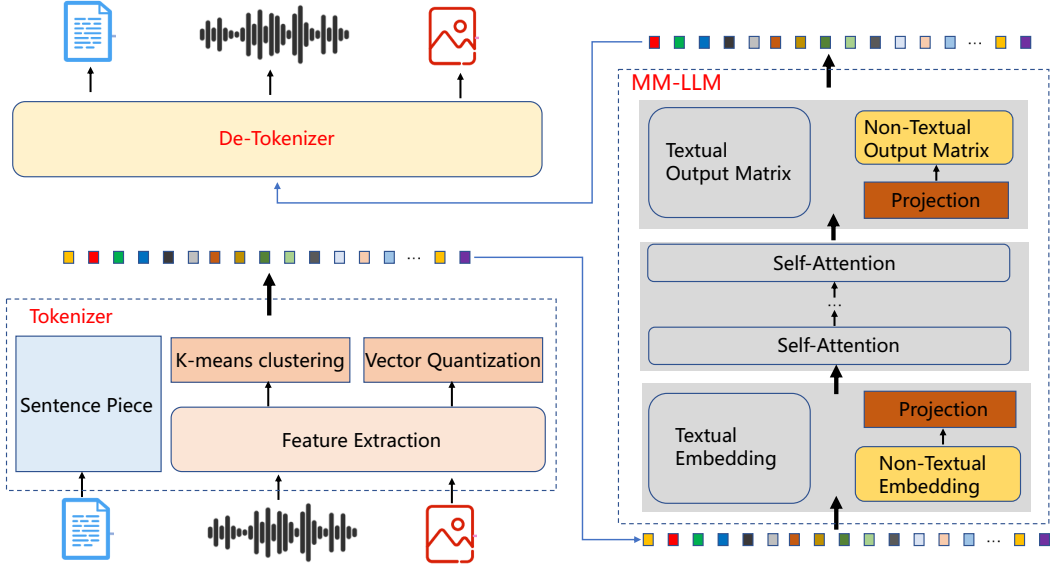 De-Tokenizer
...
Tokenizer
Sentence Piece
K-means clustering
Vector Quantization
Feature Extraction
...
MM-LLM
Textual
Output Matrix
Non-Textual
Output Matrix
Projection
Self-Attention
...
Self-Attention
Textual
Embedding
Projection
Non-Textual
Embedding
...